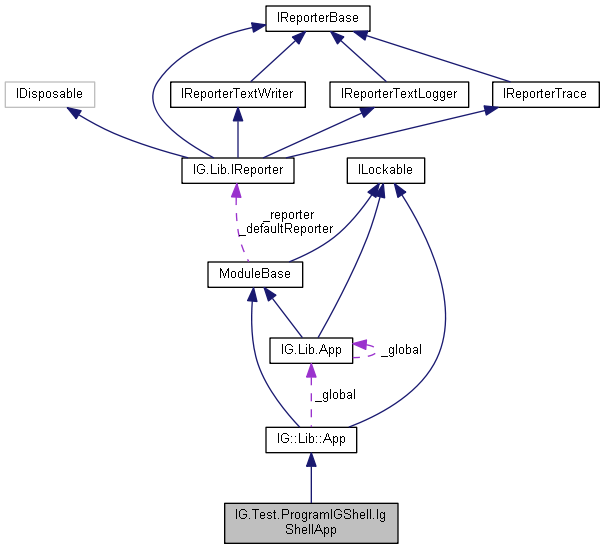 IReporterBase
IDisposable
IReporterTextWriter
IReporterTextLogger
IReporterTrace
IG.Lib.IReporter
ILockable
_reporter
_defaultReporter
ModuleBase
IG.Lib.App
_global
_global
IG::Lib::App
IG.Test.ProgramIGShell.Ig
ShellApp